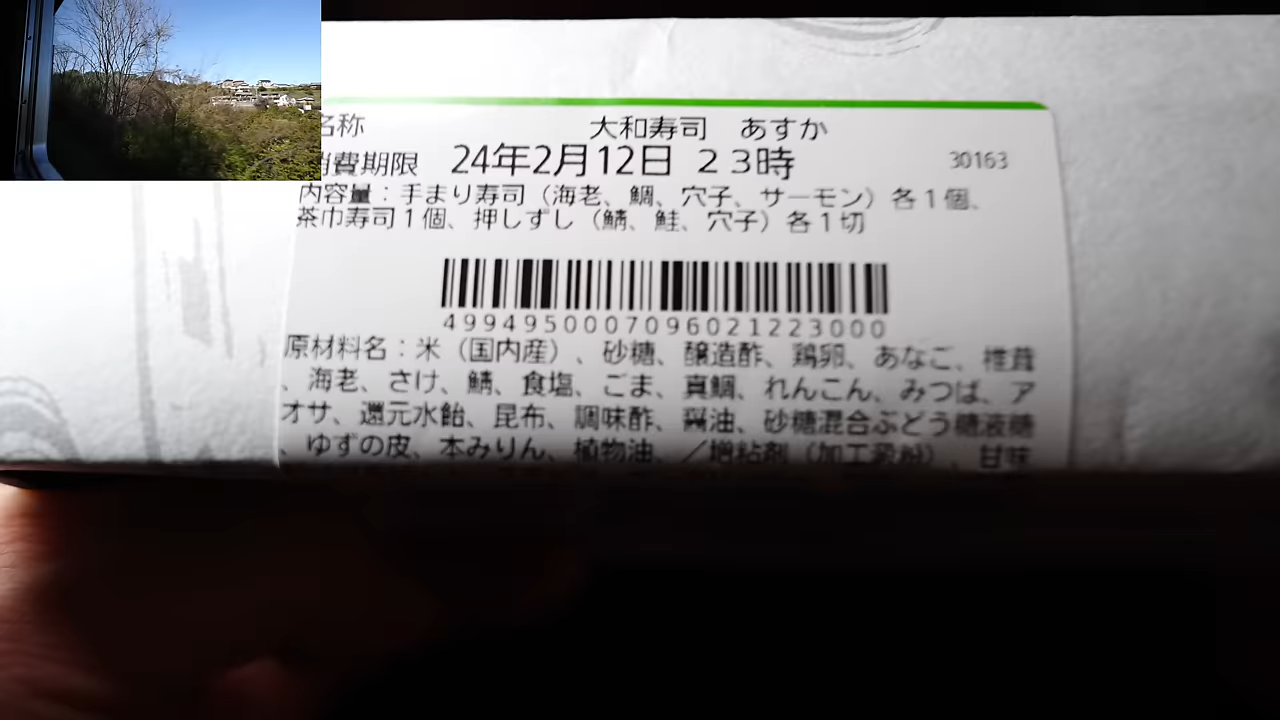 名称 大和寿司 あすか
消費期限 24年2月12日 23時 30163
内容量：手まり寿司（海老、鯛、穴子、サーモン）各1個、
茶巾寿司1個、押しずし（鯖、鮭、穴子）各1切
4994950007096021223000
原材料名：米（国内産）、砂糖、醸造酢、鶏卵、あなご、椎茸
、海老、さけ、鯖、食塩、ごま、真鯛、れんこん、みつば、ア
オサ、還元水飴、昆布、調味酢、醤油、砂糖混合ぶどう糖液糖
、ゆずの皮、本みりん、植物油、／増粘剤（加工澱粉）、甘味